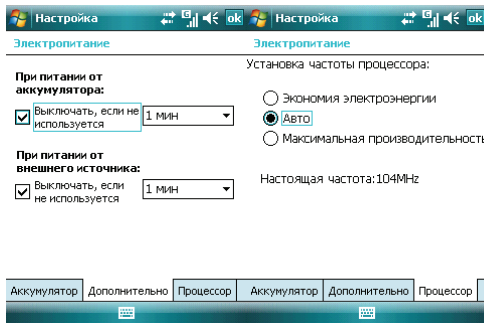 Настройка
ok
Электропитание
При питании от
аккумулятора:
Выключать, если не
используется
1 мин
При питании от
внешнего источника:
Выключать, если
не используется
1 мин
Аккумулятор Дополнительно Процессор
Настройка
G
ok
Электропитание
Установка частоты процессора:
Экономия электроэнергии
Авто
Максимальная производительность
Настоящая частота:104MHz
Аккумулятор Дополнительно Процессор